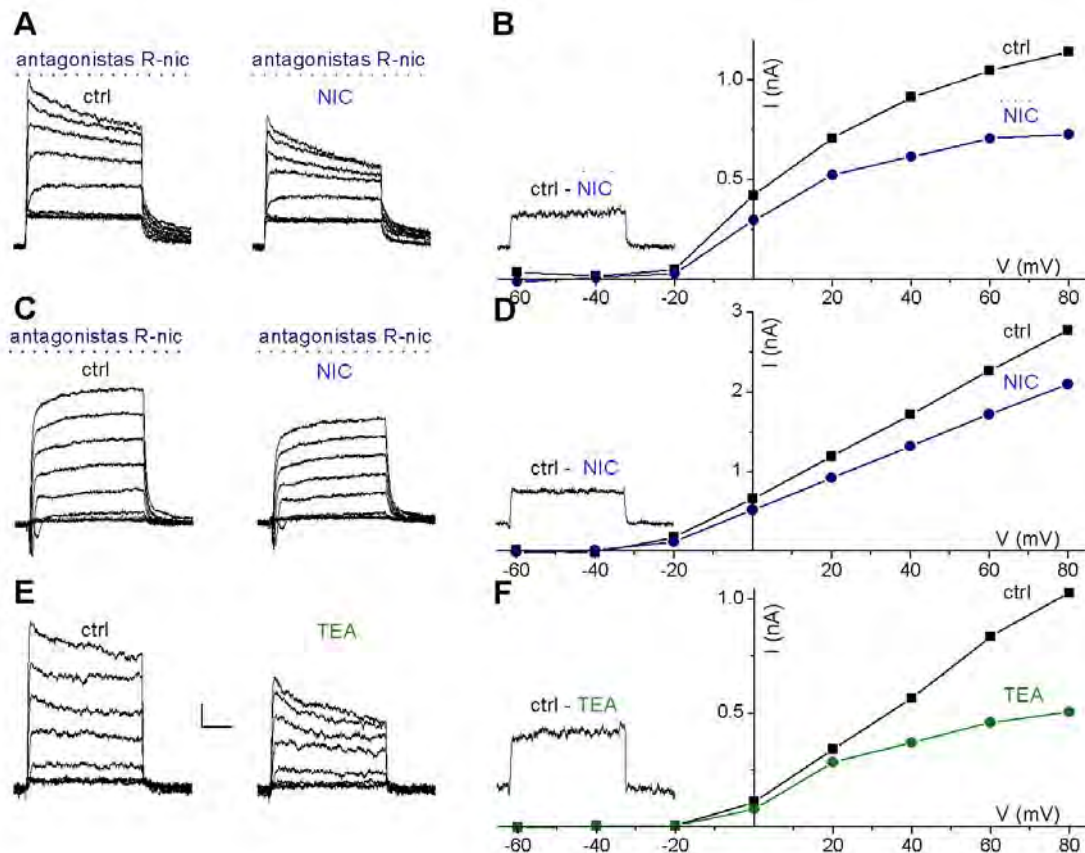 A
antagonistas R-nic
ctrl
antagonistas R-nic
NIC
B
I (nA)
1.0
0.5
ctrl
NIC
ctrl - NIC
V (mV)
-60
-40
-20
20
40
60
80
C
antagonistas R-nic
ctrl
antagonistas R-nic
NIC
D
I (nA)
3
2
1
ctrl
NIC
ctrl - NIC
V (mV)
-60
-40
-20
20
40
60
80
E
ctrl
TEA
F
I (nA)
1.0
0.5
ctrl
TEA
ctrl - TEA
V (mV)
-60
-40
-20
0
20
40
60
80